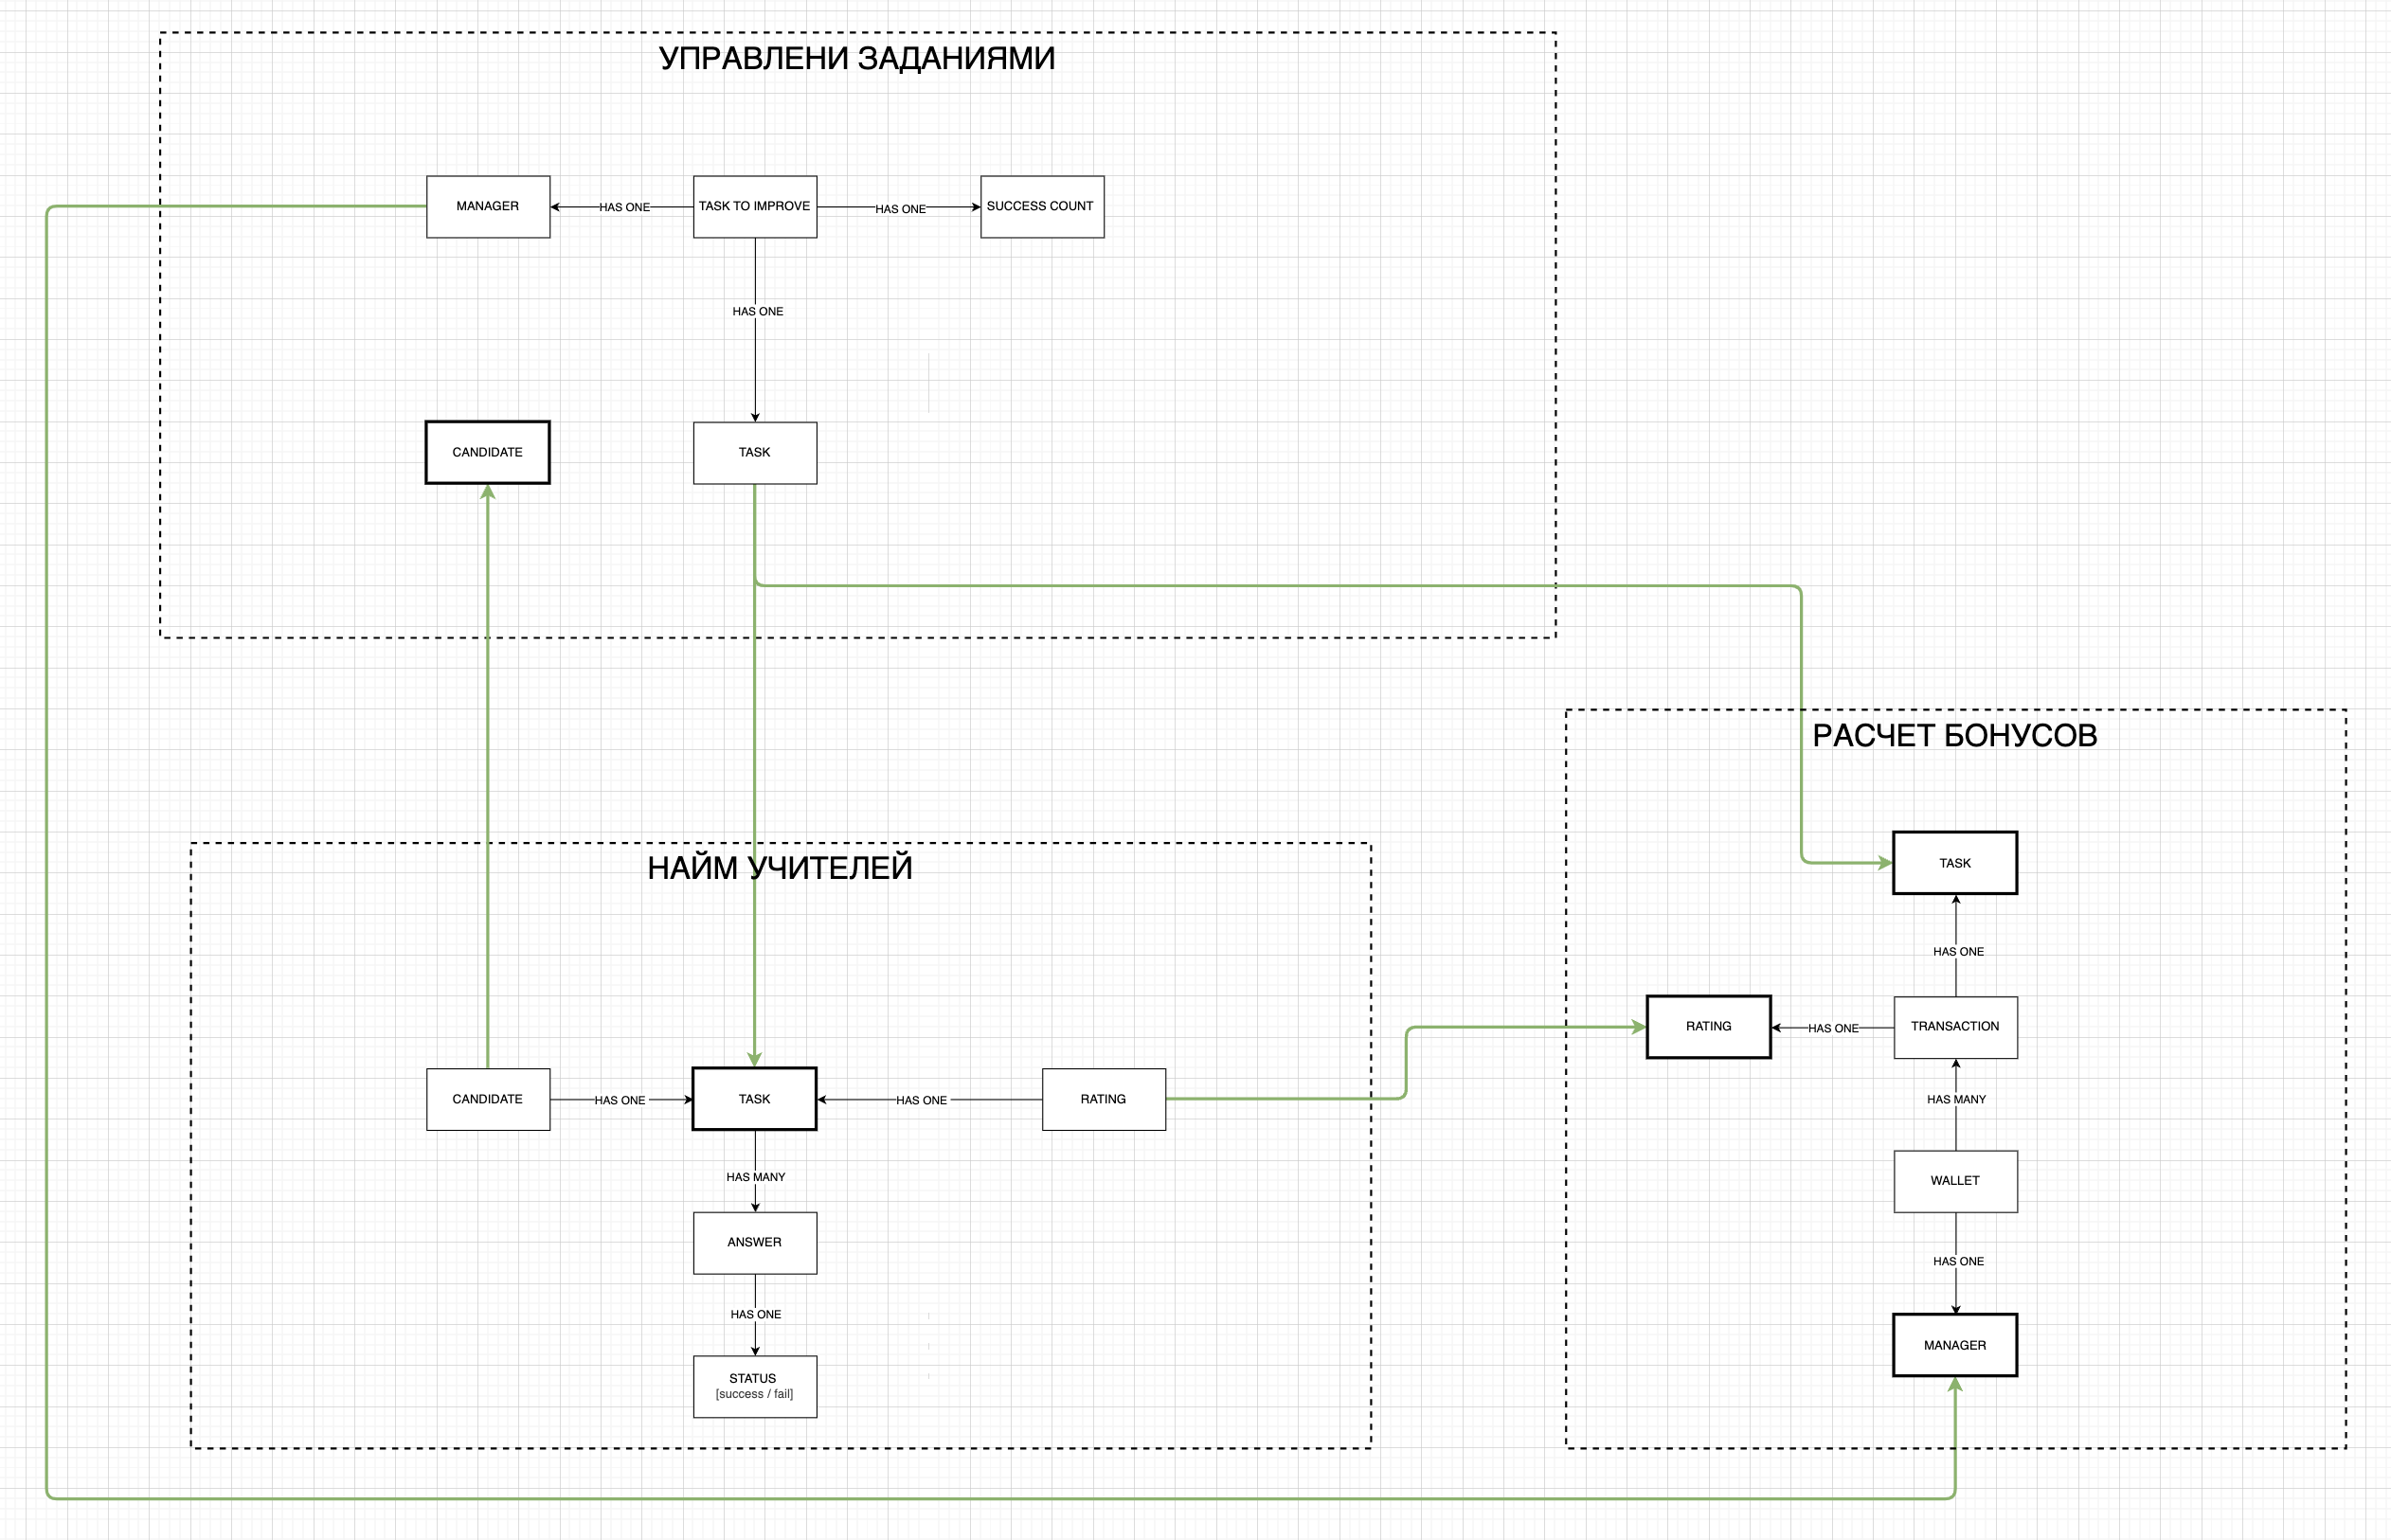 УПРАВЛЕНИ ЗАДАНИЯМИ
MANAGER
HAS ONE
TASK TO IMPROVE
HAS ONE
SUCCESS COUNT
HAS ONE
CANDIDATE
TASK
НАЙМ УЧИТЕЛЕЙ
CANDIDATE
HAS ONE
TASK
HAS ONE
RATING
HAS MANY
ANSWER
HAS ONE
STATUS
[success / fail]
РАСЧЕТ БОНУСОВ
TASK
HAS ONE
RATING
HAS ONE
TRANSACTION
HAS MANY
WALLET
HAS ONE
MANAGER